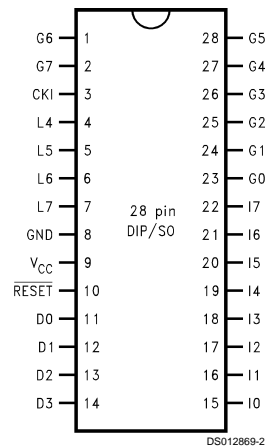 G6 1 28 G5
G7 2 27 G4
CKI 3 26 G3
L4 4 25 G2
L5 5 24 G1
L6 6 23 G0
L7 7 28 pin 22 I7
GND 8 DIP/SO 21 I6
VCC 9 20 I5
RESET 10 19 I4
D0 11 18 I3
D1 12 17 I2
D2 13 16 I1
D3 14 15 I0
DS012869-2